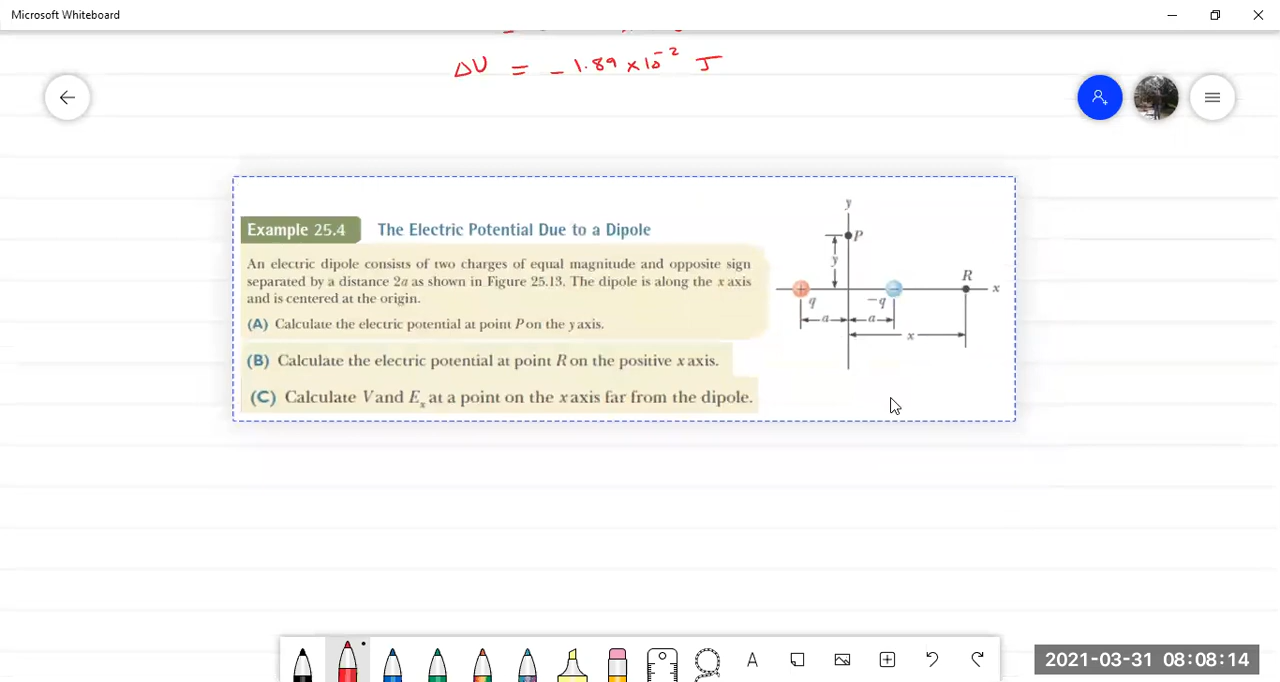 Microsoft Whiteboard
ΔU = - 1.89 × 10⁻² J
Example 25.4 The Electric Potential Due to a Dipole
An electric dipole consists of two charges of equal magnitude and opposite sign
separated by a distance 2a as shown in Figure 25.13. The dipole is along the x axis
and is centered at the origin.
(A) Calculate the electric potential at point P on the y axis.
(B) Calculate the electric potential at point R on the positive x axis.
(C) Calculate V and Eₓ at a point on the x axis far from the dipole.
y
P
y
R
x
q
−q
a
a
x
A
2021-03-31 08:08:14